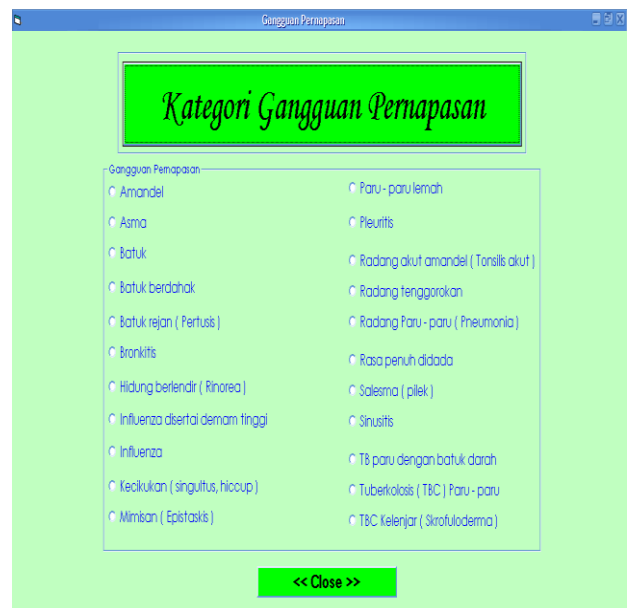 Gangguan Pernapasan
Kategori Gangguan Pernapasan
Gangguan Pernapasan
Amandel
Asma
Batuk
Batuk berdahak
Batuk rejan ( Pertusis )
Bronkitis
Hidung berlendir ( Rinorea )
Influenza disertai demam tinggi
Influenza
Kecikukan ( singultus, hiccup )
Mimisan ( Epistaskis )
Paru - paru lemah
Pleuritis
Radang akut amandel ( Tonsilis akut )
Radang tenggorokan
Radang Paru - paru ( Pneumonia )
Rasa penuh didada
Salesma ( pilek )
Sinusitis
TB paru dengan batuk darah
Tuberkolosis ( TBC ) Paru - paru
TBC Kelenjar ( Skrofuloderma )
<< Close >>